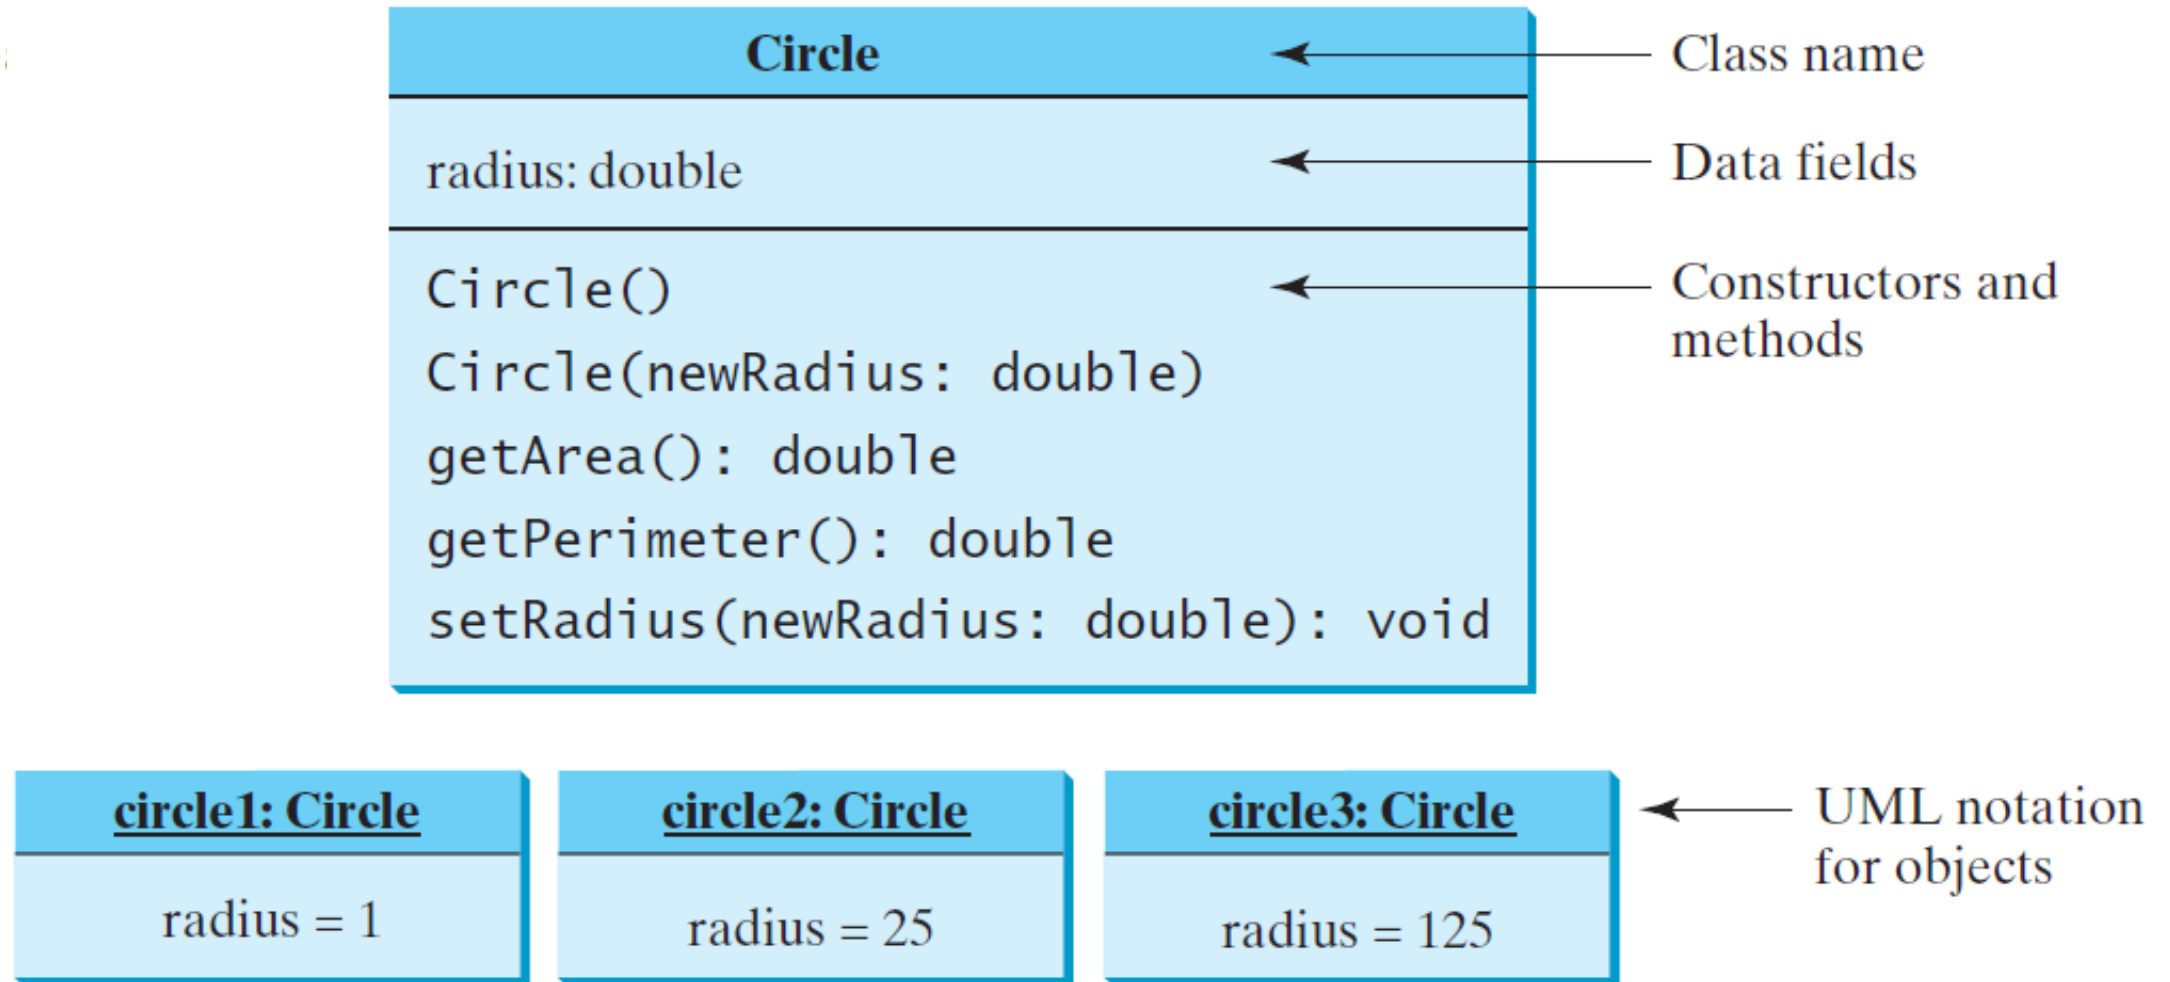 Circle
Class name
radius: double
Data fields
Circle()
Constructors and
methods
Circle(newRadius: double)
getArea(): double
getPerimeter(): double
setRadius(newRadius: double): void
circle1: Circle
radius = 1
circle2: Circle
radius = 25
circle3: Circle
radius = 125
UML notation
for objects